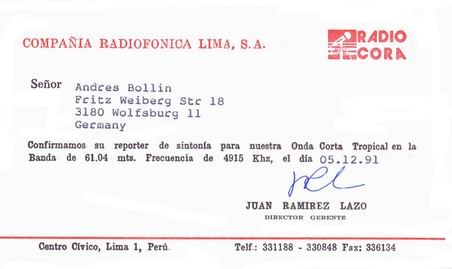 COMPAÑIA RADIOFONICA LIMA, S.A.
RADIO
CORA
Señor
Andres Bollin
Fritz Weiberg Str 18
3180 Wolfsburg 11
Germany
Confirmamos su reporter de sintonía para nuestra Onda Corta Tropical en la
Banda de 61.04 mts. Frecuencia de 4915 Khz, el día 05.12.91
JUAN RAMIREZ LAZO
DIRECTOR GERENTE
Centro Cívico, Lima 1, Perú.
Telf.: 331188 - 330848 Fax; 336134